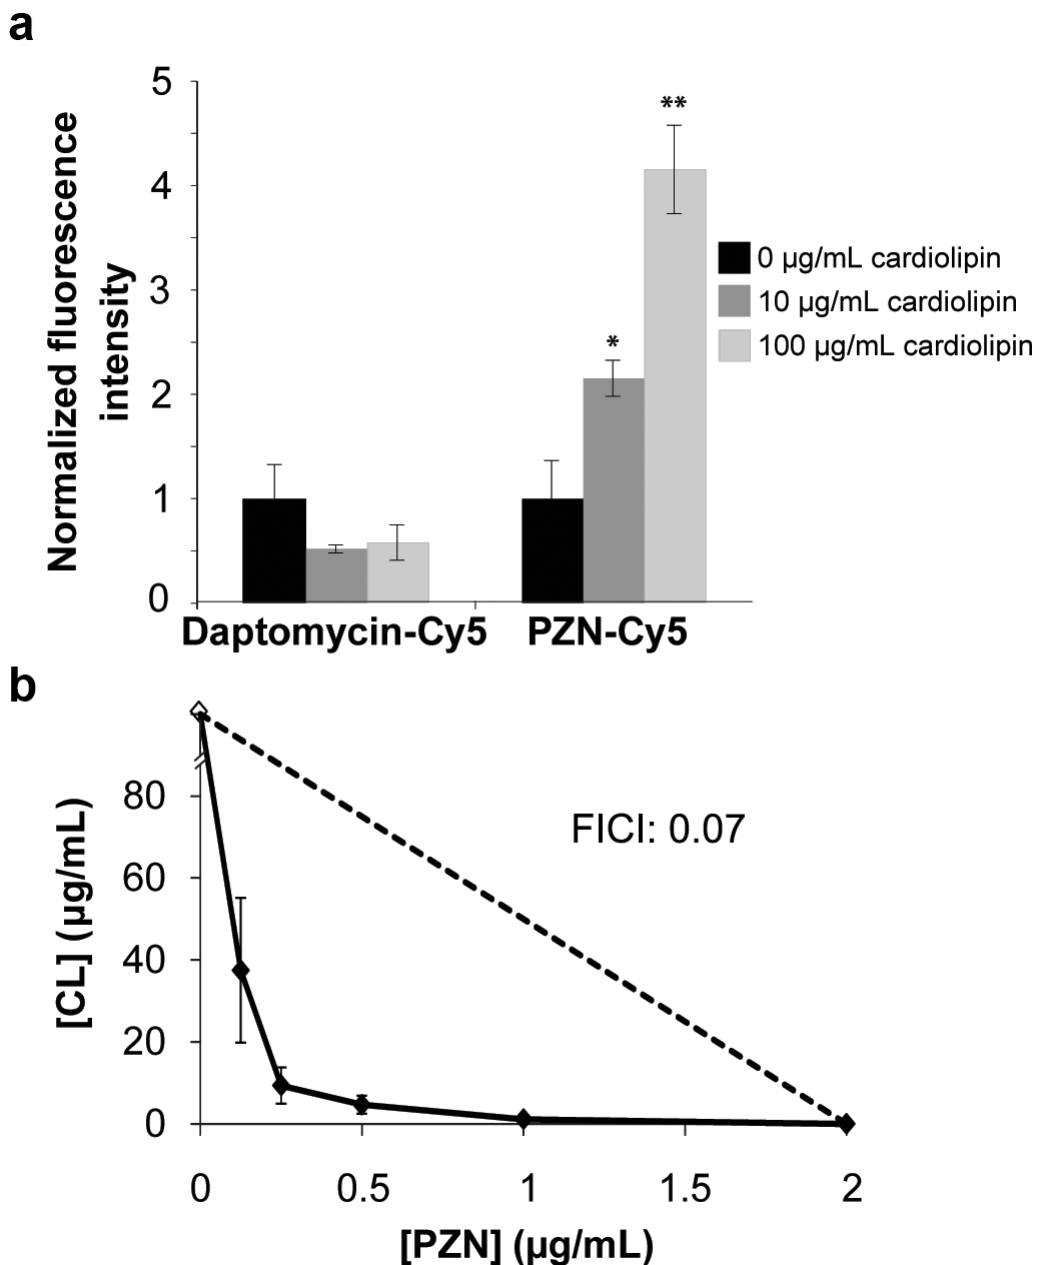 a
Normalized fluorescence
intensity
5
4
3
2
1
0
**
*
0 µg/mL cardiolipin
10 µg/mL cardiolipin
100 µg/mL cardiolipin
Daptomycin-Cy5
PZN-Cy5
b
[CL] (µg/mL)
80
60
40
20
0
FICI: 0.07
0
0.5
1
1.5
2
[PZN] (µg/mL)